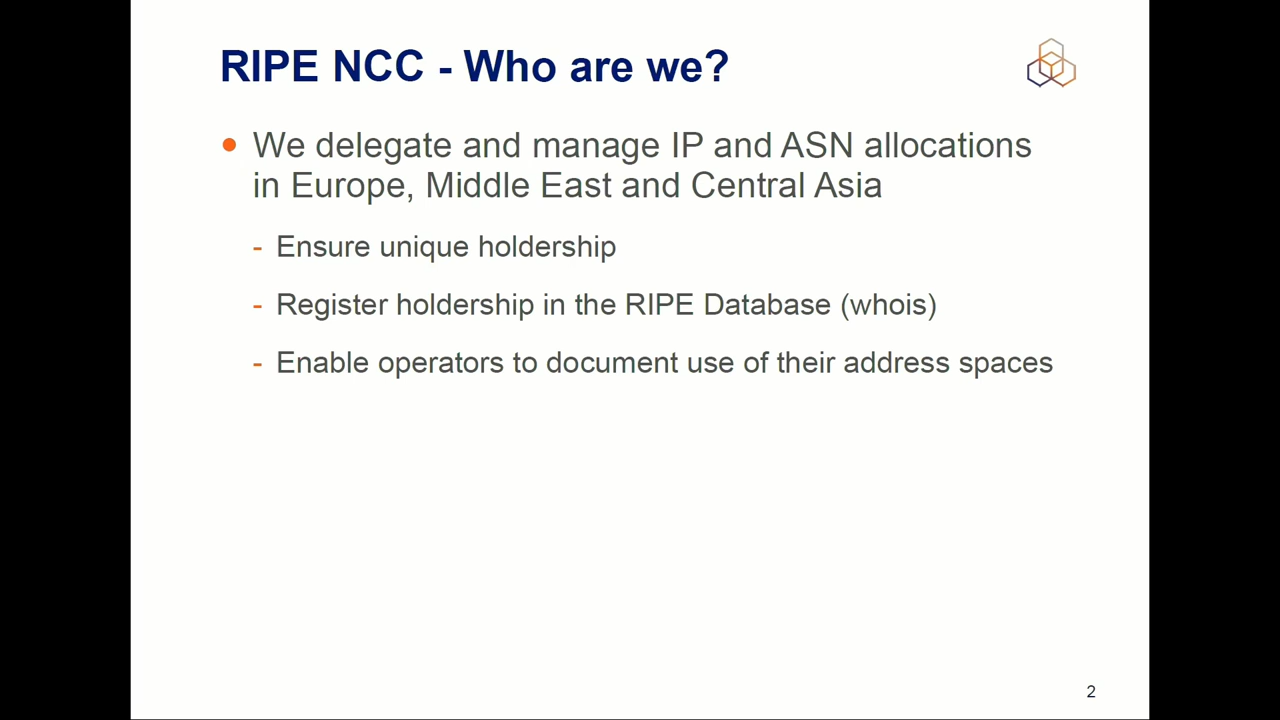 RIPE NCC - Who are we?
• We delegate and manage IP and ASN allocations
in Europe, Middle East and Central Asia
- Ensure unique holdership
- Register holdership in the RIPE Database (whois)
- Enable operators to document use of their address spaces
2